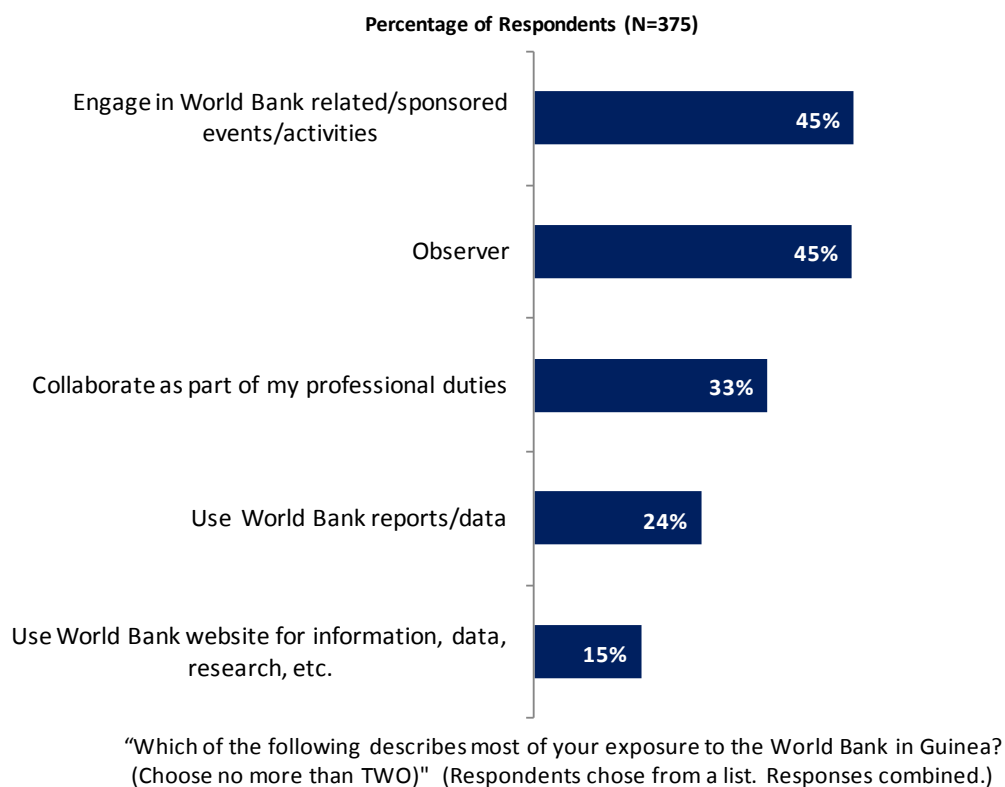 Percentage of Respondents (N=375)
Engage in World Bank related/sponsored
events/activities
45%
Observer
45%
Collaborate as part of my professional duties
33%
Use World Bank reports/data
24%
Use World Bank website for information, data,
research, etc.
15%
“Which of the following describes most of your exposure to the World Bank in Guinea?
(Choose no more than TWO)" (Respondents chose from a list. Responses combined.)